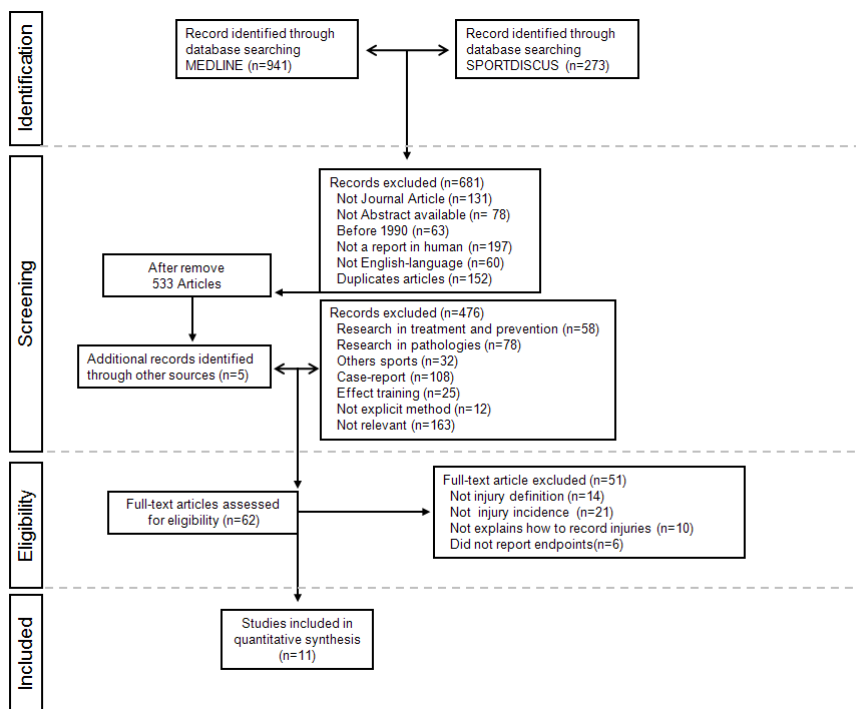 Identification
Record identified through
database searching
MEDLINE (n=941)
Record identified through
database searching
SPORTDISCUS (n=273)
Screening
Records excluded (n=681)
Not Journal Article (n=131)
Not Abstract available (n= 78)
Before 1990 (n=63)
Not a report in human (n=197)
Not English-language (n=60)
Duplicates articles (n=152)
After remove
533 Articles
Records excluded (n=476)
Research in treatment and prevention (n=58)
Research in pathologies (n=78)
Others sports (n=32)
Case-report (n=108)
Effect training (n=25)
Not explicit method (n=12)
Not relevant (n=163)
Additional records identified
through other sources (n=5)
Eligibility
Full-text articles assessed
for eligibility (n=62)
Full-text article excluded (n=51)
Not injury definition (n=14)
Not injury incidence (n=21)
Not explains how to record injuries (n=10)
Did not report endpoints(n=6)
Included
Studies included in
quantitative synthesis
(n=11)